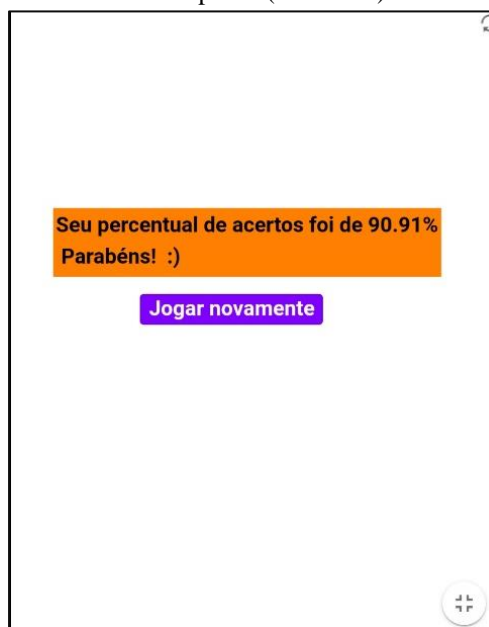 Seu percentual de acertos foi de 90.91%
Parabéns! :)
Jogar novamente